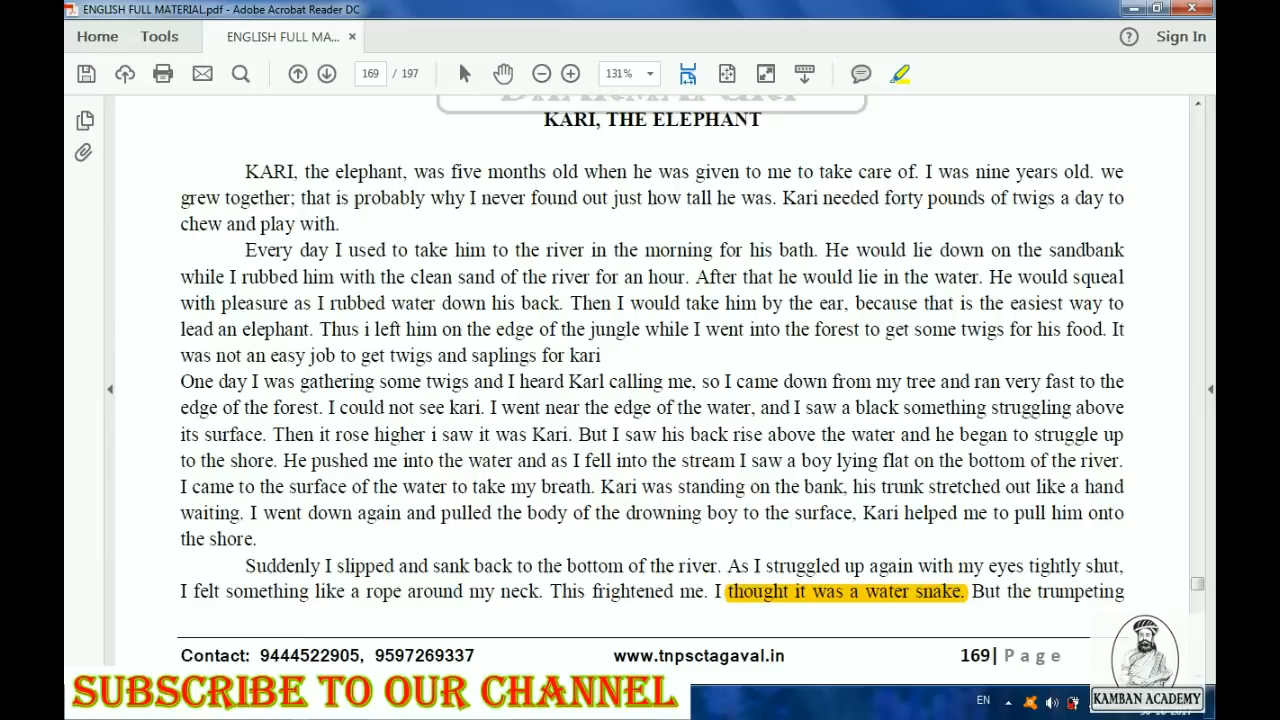 ENGLISH FULL MATERIAL.pdf - Adobe Acrobat Reader DC
Home Tools ENGLISH FULL MA... × Sign In
169 / 197 131%
KARI, THE ELEPHANT
KARI, the elephant, was five months old when he was given to me to take care of. I was nine years old. we
grew together; that is probably why I never found out just how tall he was. Kari needed forty pounds of twigs a day to
chew and play with.
Every day I used to take him to the river in the morning for his bath. He would lie down on the sandbank
while I rubbed him with the clean sand of the river for an hour. After that he would lie in the water. He would squeal
with pleasure as I rubbed water down his back. Then I would take him by the ear, because that is the easiest way to
lead an elephant. Thus i left him on the edge of the jungle while I went into the forest to get some twigs for his food. It
was not an easy job to get twigs and saplings for kari
One day I was gathering some twigs and I heard Karl calling me, so I came down from my tree and ran very fast to the
edge of the forest. I could not see kari. I went near the edge of the water, and I saw a black something struggling above
its surface. Then it rose higher i saw it was Kari. But I saw his back rise above the water and he began to struggle up
to the shore. He pushed me into the water and as I fell into the stream I saw a boy lying flat on the bottom of the river.
I came to the surface of the water to take my breath. Kari was standing on the bank, his trunk stretched out like a hand
waiting. I went down again and pulled the body of the drowning boy to the surface, Kari helped me to pull him onto
the shore.
Suddenly I slipped and sank back to the bottom of the river. As I struggled up again with my eyes tightly shut,
I felt something like a rope around my neck. This frightened me. I thought it was a water snake. But the trumpeting
Contact: 9444522905, 9597269337 www.tnpsctagaval.in 169| Page
SUBSCRIBE TO OUR CHANNEL
EN
KAMBAN ACADEMY